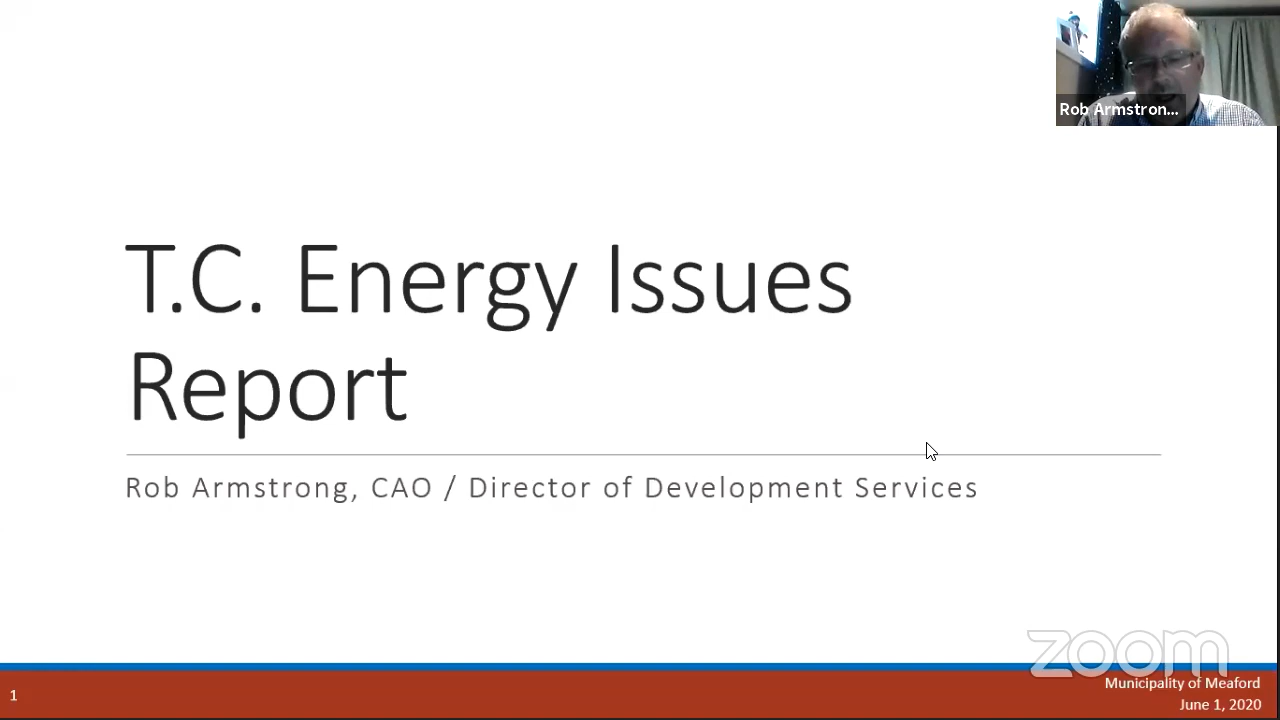 Rob Armstron...
T.C. Energy Issues
Report
Rob Armstrong, CAO / Director of Development Services
zoom
Municipality of Meaford
1
June 1, 2020